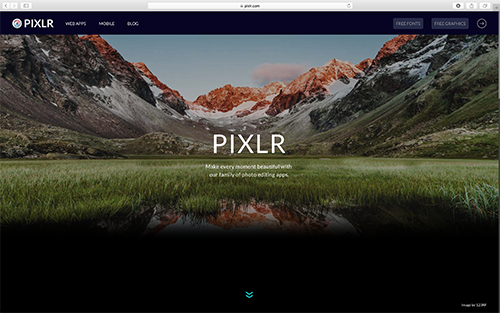 pixlr.com
PIXLR
WEB APPS
MOBILE
BLOG
FREE FONTS
FREE GRAPHICS
PIXLR
Make every moment beautiful with
our family of photo editing apps.
Image by 123RF